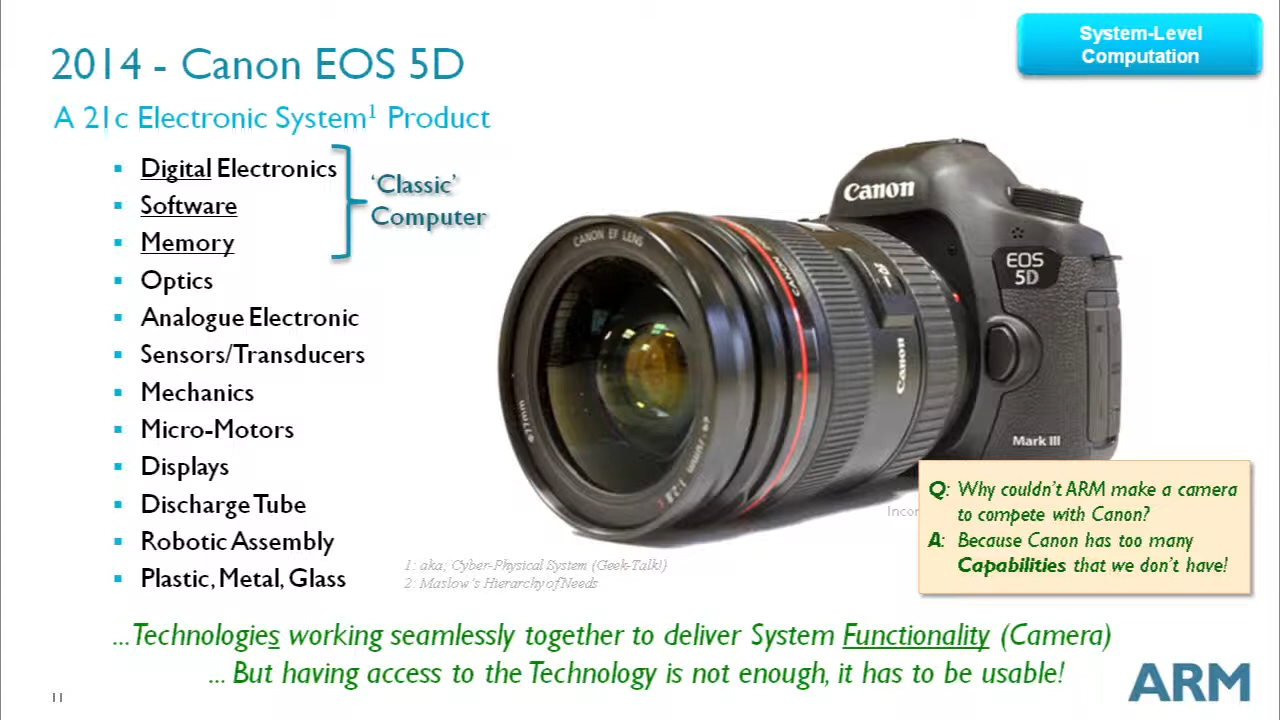 2014 - Canon EOS 5D
System-Level
Computation
A 21c Electronic System¹ Product
▪ Digital Electronics
▪ Software
▪ Memory
‘Classic’
Computer
▪ Optics
▪ Analogue Electronic
▪ Sensors/Transducers
▪ Mechanics
▪ Micro-Motors
▪ Displays
▪ Discharge Tube
▪ Robotic Assembly
▪ Plastic, Metal, Glass
Canon
EOS
5D
Mark III
CANON EF LENS
Canon
1: aka; Cyber-Physical System (Geek-Talk!)
2: Maslow's Hierarchy of Needs
Q: Why couldn't ARM make a camera
to compete with Canon?
A: Because Canon has too many
Capabilities that we don't have!
...Technologies working seamlessly together to deliver System Functionality (Camera)
... But having access to the Technology is not enough, it has to be usable!
11
ARM